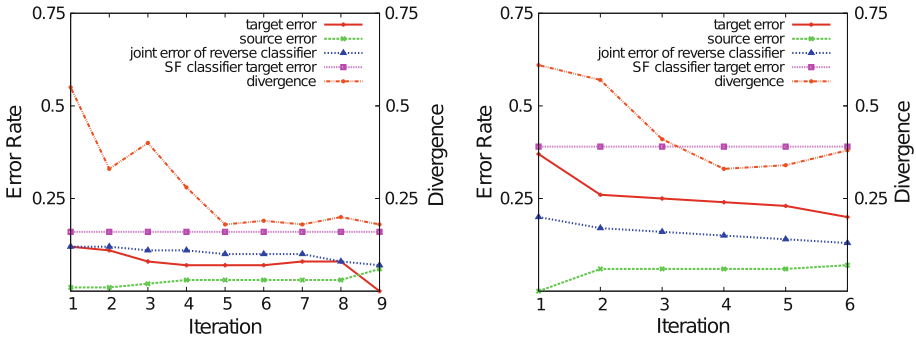 0.75
0.5
0.25
Error Rate
target error
source error
joint error of reverse classifier
SF classifier target error
divergence
0.75
0.5
0.25
Divergence
1 2 3 4 5 6 7 8 9
Iteration
0.75
0.5
0.25
Error Rate
target error
source error
joint error of reverse classifier
SF classifier target error
divergence
0.75
0.5
0.25
Divergence
1 2 3 4 5 6
Iteration